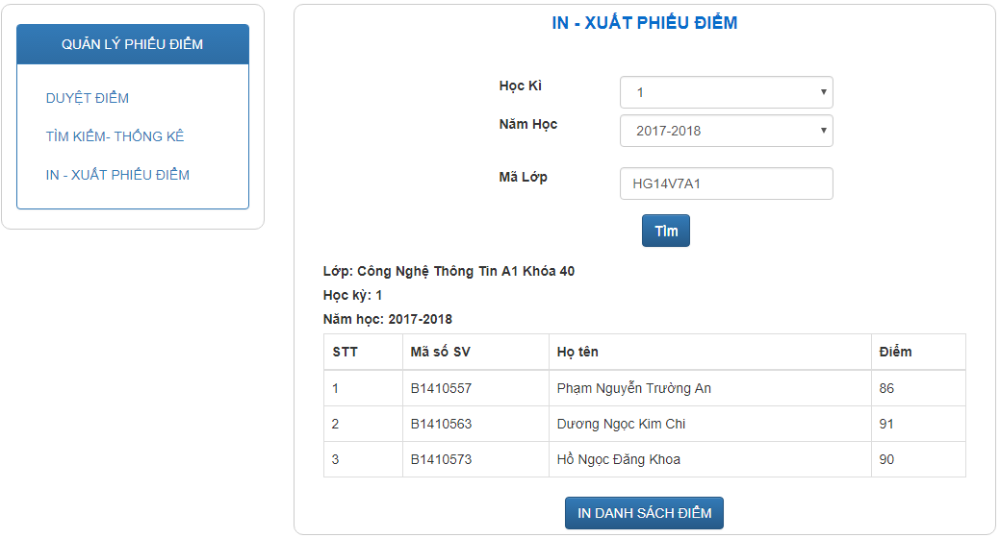 QUẢN LÝ PHIẾU ĐIỂM
DUYỆT ĐIỂM
TÌM KIẾM- THỐNG KÊ
IN - XUẤT PHIẾU ĐIỂM
IN - XUẤT PHIẾU ĐIỂM
Học Kì 1
Năm Học 2017-2018
Mã Lớp HG14V7A1
Tìm
Lớp: Công Nghệ Thông Tin A1 Khóa 40
Học kỳ: 1
Năm học: 2017-2018
STT Mã số SV Họ tên Điểm
1 B1410557 Phạm Nguyễn Trường An 86
2 B1410563 Dương Ngọc Kim Chi 91
3 B1410573 Hồ Ngọc Đăng Khoa 90
IN DANH SÁCH ĐIỂM